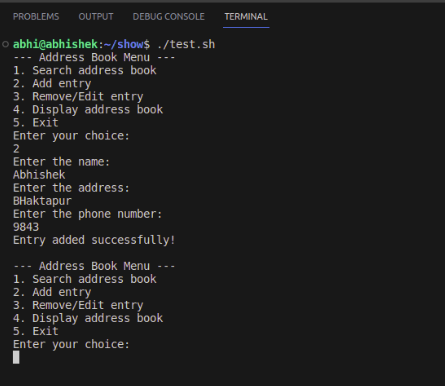 PROBLEMS OUTPUT DEBUG CONSOLE TERMINAL
abhi@abhishek:~/show$ ./test.sh
--- Address Book Menu ---
1. Search address book
2. Add entry
3. Remove/Edit entry
4. Display address book
5. Exit
Enter your choice:
2
Enter the name:
Abhishek
Enter the address:
BHaktapur
Enter the phone number:
9843
Entry added successfully!

--- Address Book Menu ---
1. Search address book
2. Add entry
3. Remove/Edit entry
4. Display address book
5. Exit
Enter your choice: